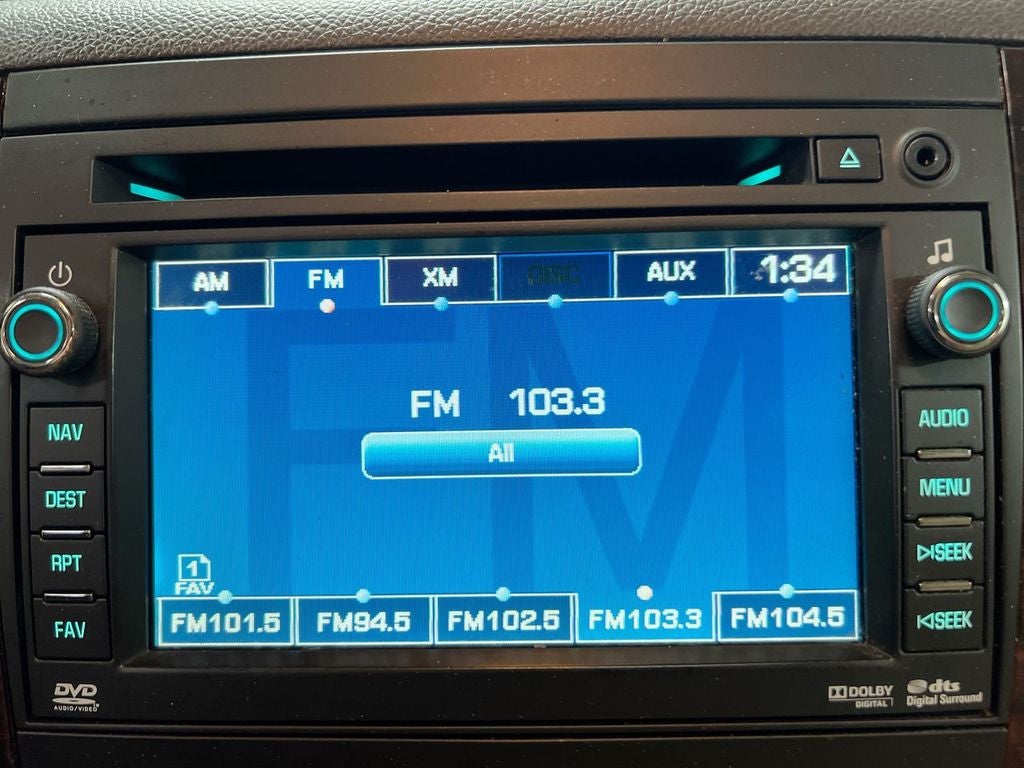 AM FM XM DISC AUX 1:34
FM 103.3
All
1
FAV
FM101.5 FM94.5 FM102.5 FM103.3 FM104.5
NAV
DEST
RPT
FAV
AUDIO
MENU
SEEK
SEEK
DVD
AUDIO/VIDEO
DOLBY
DIGITAL
dts
Digital Surround